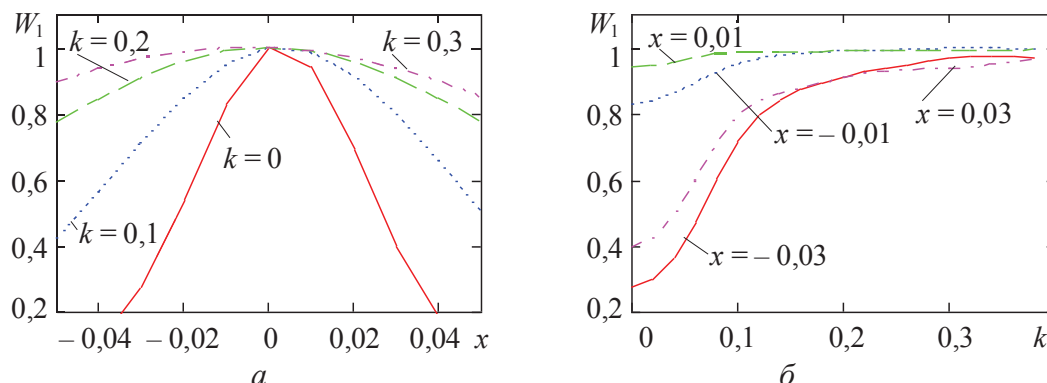 W₁
k = 0,2
k = 0,3
1
0,8
k = 0
0,6
k = 0,1
0,4
0,2
– 0,04 – 0,02 0 0,02 0,04 x
а
W₁
x = 0,01
1
x = 0,03
0,8
x = – 0,01
0,6
0,4
x = – 0,03
0,2
0 0,1 0,2 0,3 k
б